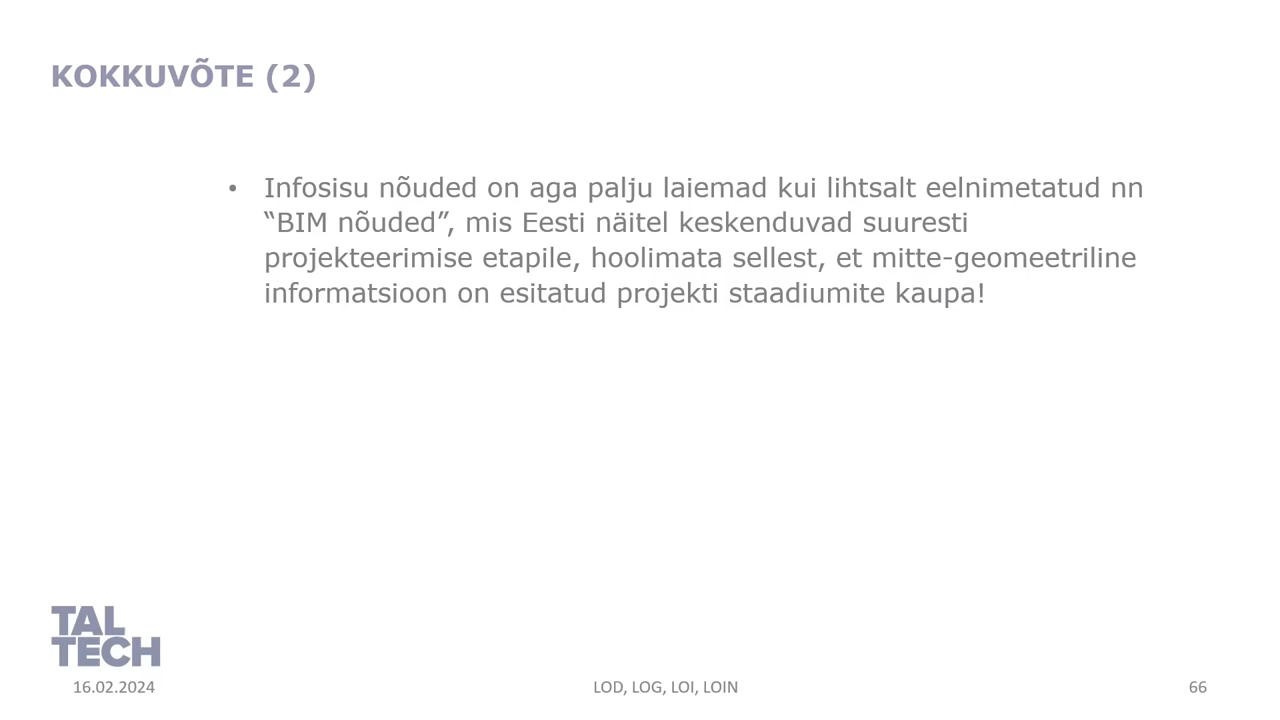 KOKKUVÕTE (2)
• Infosisu nõuded on aga palju laiemad kui lihtsalt eelnimetatud nn
“BIM nõuded”, mis Eesti näitel keskenduvad suuresti
projekteerimise etapile, hoolimata sellest, et mitte-geomeetriline
informatsioon on esitatud projekti staadiumite kaupa!
TAL
TECH
16.02.2024
LOD, LOG, LOI, LOIN
66